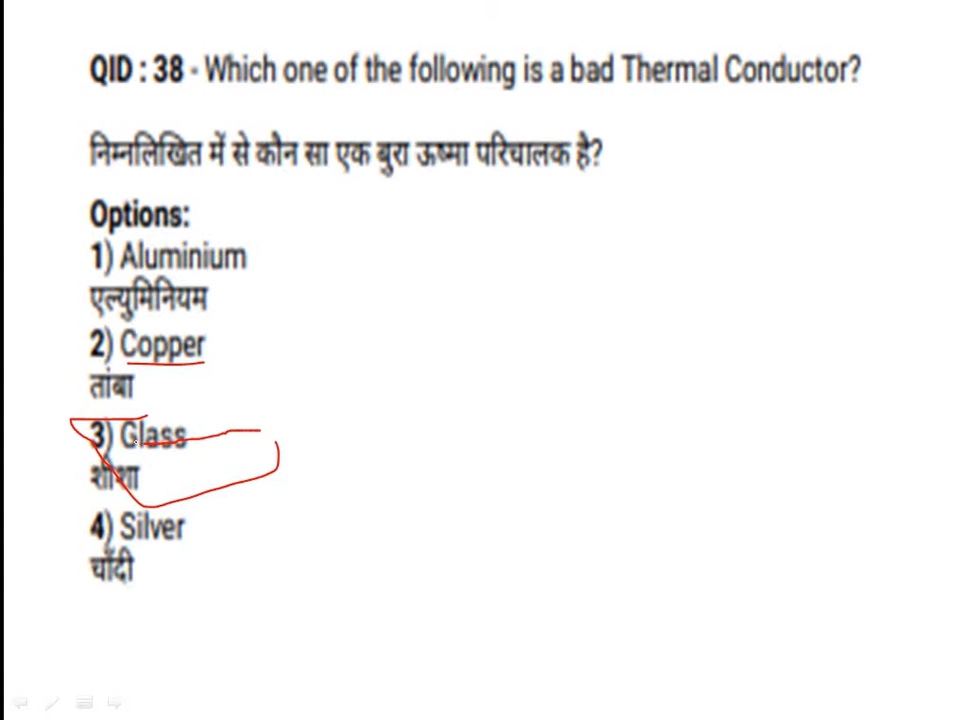 QID : 38 - Which one of the following is a bad Thermal Conductor?
निम्नलिखित में से कौन सा एक बुरा ऊष्मा परिचालक है?
Options:
1) Aluminium
एल्युमिनियम
2) Copper
तांबा
3) Glass
शीशा
4) Silver
चाँदी